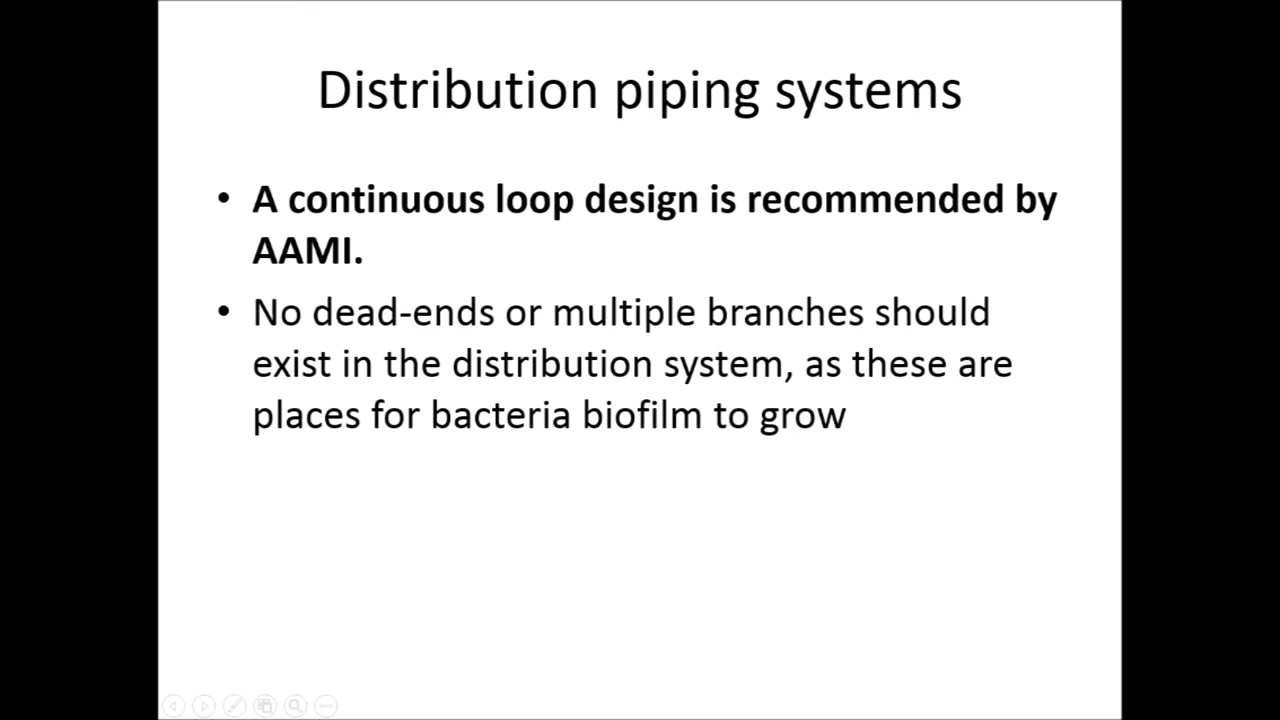 Distribution piping systems
• A continuous loop design is recommended by
AAMI.
• No dead-ends or multiple branches should
exist in the distribution system, as these are
places for bacteria biofilm to grow